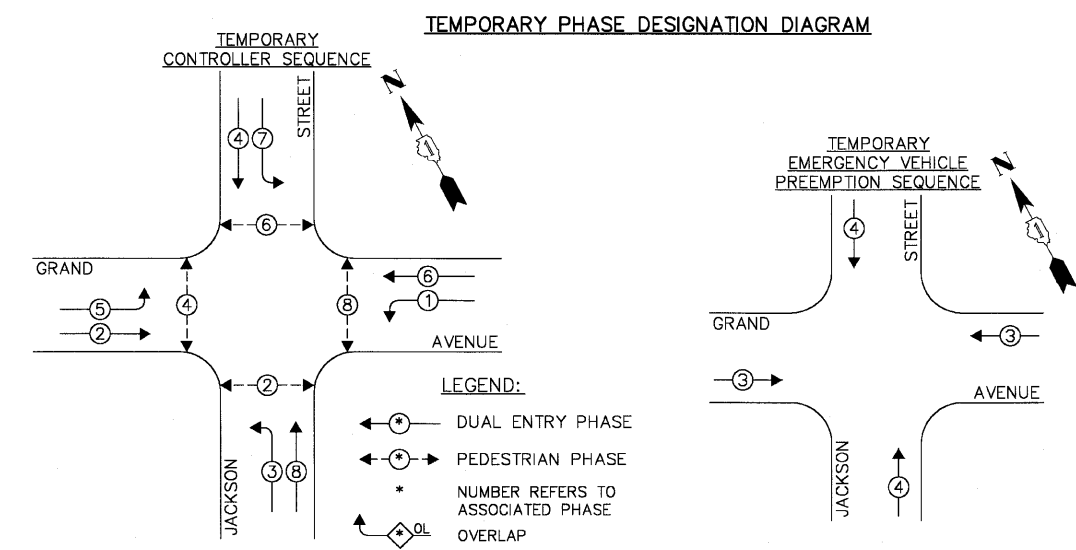 TEMPORARY PHASE DESIGNATION DIAGRAM
TEMPORARY
CONTROLLER SEQUENCE
STREET
N
1
4
7
6
GRAND
5
2
4
8
6
1
AVENUE
2
3
8
JACKSON
LEGEND:
* DUAL ENTRY PHASE
* PEDESTRIAN PHASE
* NUMBER REFERS TO
ASSOCIATED PHASE
* OL OVERLAP
TEMPORARY
EMERGENCY VEHICLE
PREEMPTION SEQUENCE
STREET
N
1
4
GRAND
3
3
AVENUE
4
JACKSON